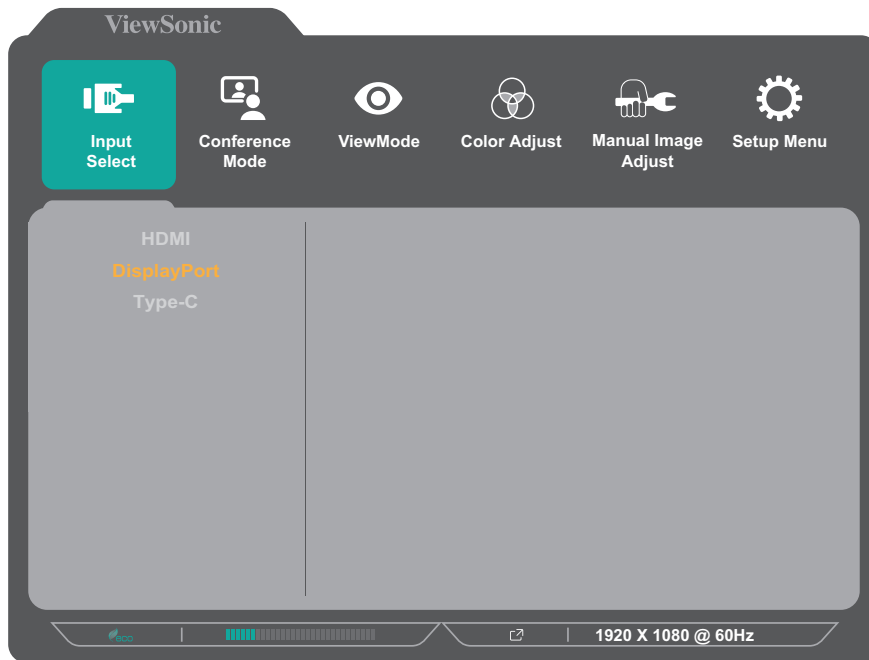 ViewSonic
Input
Select
Conference
Mode
ViewMode
Color Adjust
Manual Image
Adjust
Setup Menu
HDMI
DisplayPort
Type-C
eco
1920 X 1080 @ 60Hz